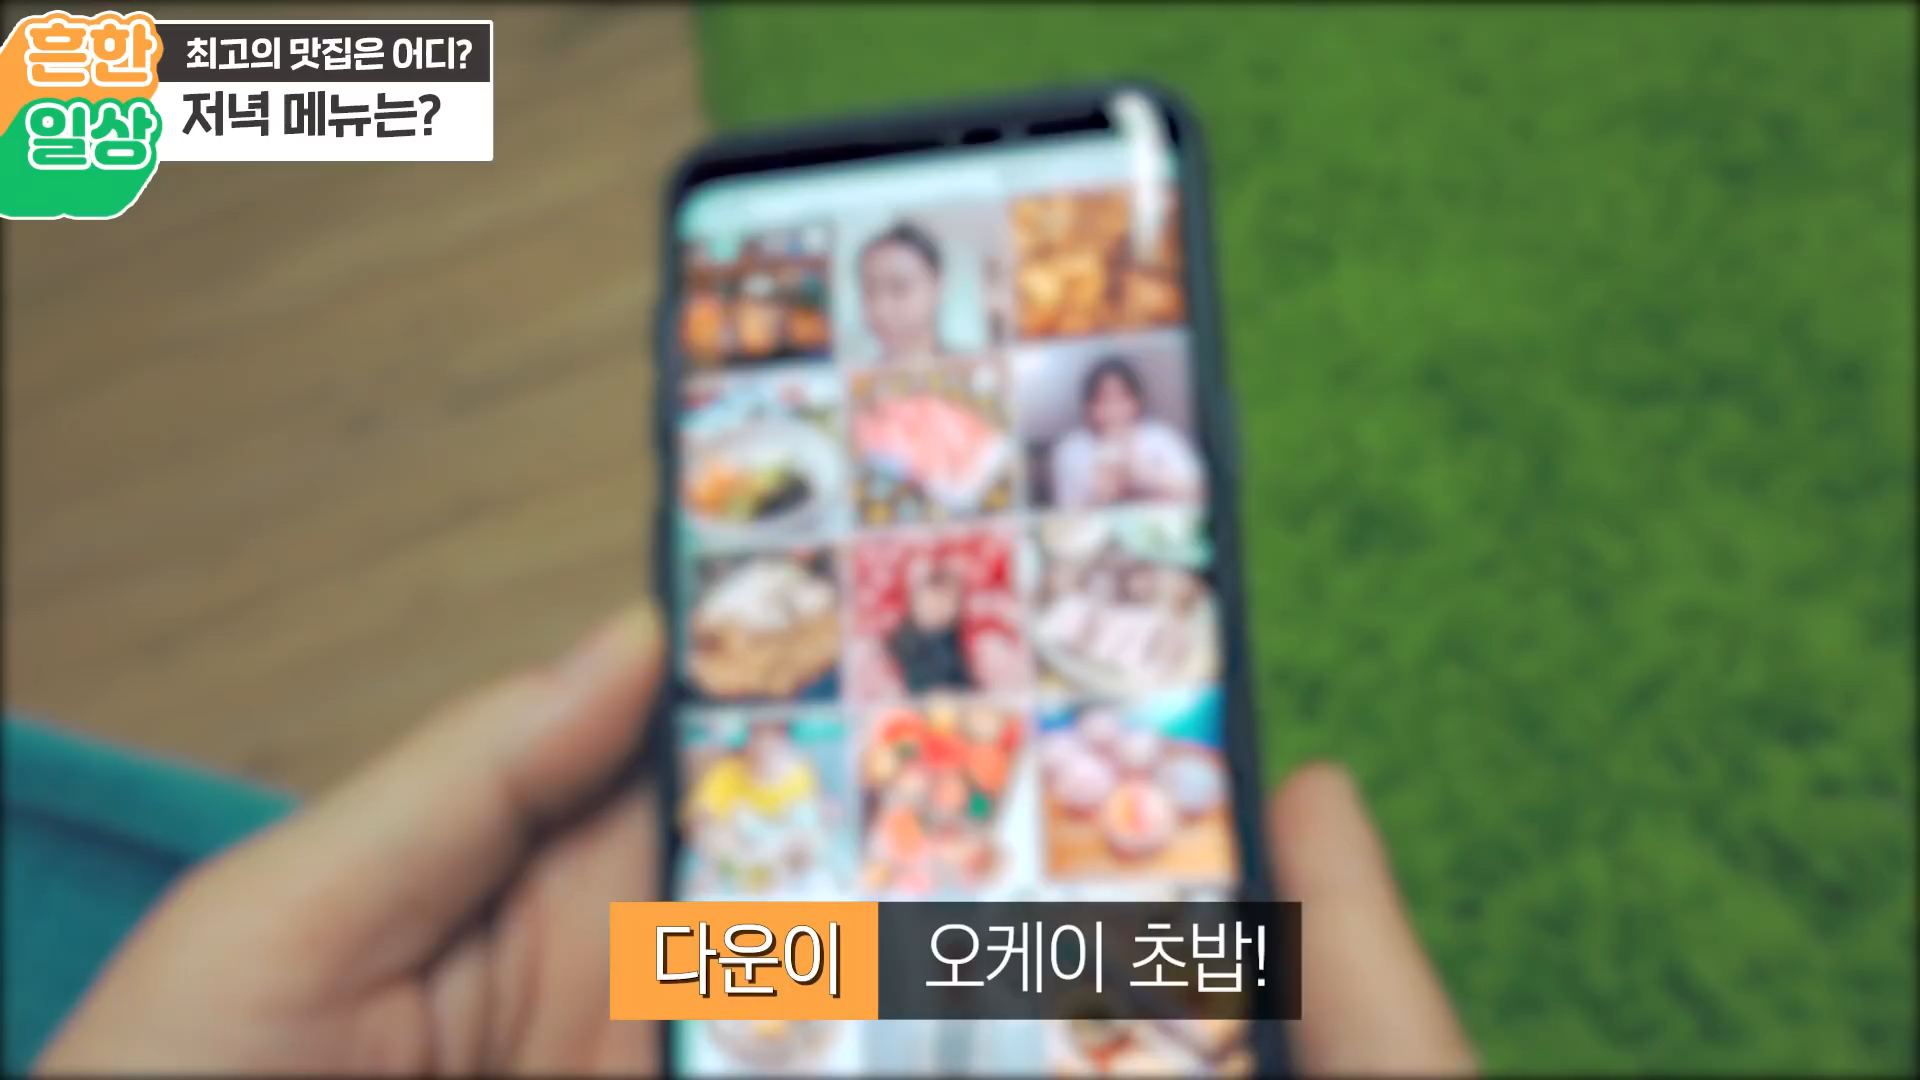 흔한
일상
최고의 맛집은 어디?
저녁 메뉴는?
다운이 오케이 초밥!